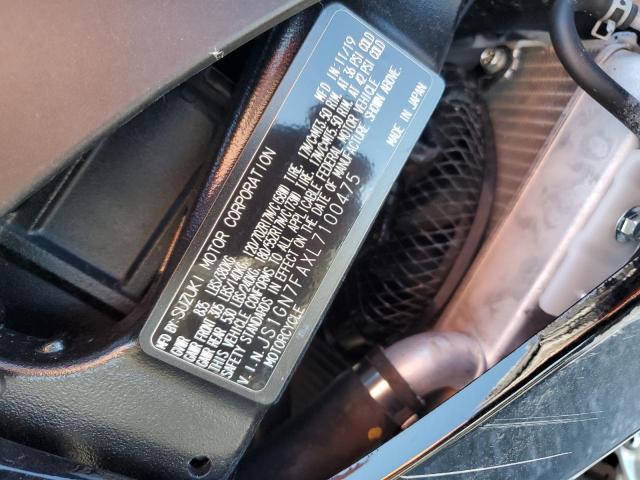 MFD BY:SUZUKI MOTOR CORPORATION MFD IN:11/19
GVWR 835 LBS(380KG)
GAWR FRONT 305 LBS(140KG), 120/70ZR17M/C(58W) TIRE, 17M/CXMT3.50 RIM, AT 36 PSI COLD
GAWR REAR 530 LBS(240KG), 180/55ZR17M/C(73W) TIRE, 17M/CXMT5.50 RIM, AT 42 PSI COLD
THIS VEHICLE CONFORMS TO ALL APPLICABLE FEDERAL MOTOR VEHICLE
SAFETY STANDARDS IN EFFECT ON THE DATE OF MANUFACTURE SHOWN ABOVE.
V.I.N.JS1GN7FAXL7100475
MOTORCYCLE MADE IN JAPAN